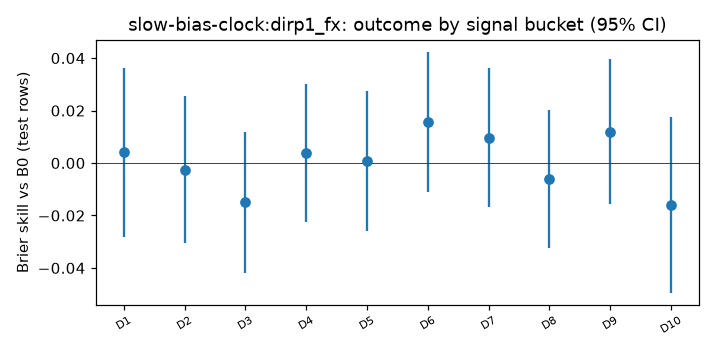 slow-bias-clock:dirp1_fx: outcome by signal bucket (95% CI)
Brier skill vs B0 (test rows)
0.04
0.02
0.00
−0.02
−0.04
D1
D2
D3
D4
D5
D6
D7
D8
D9
D10